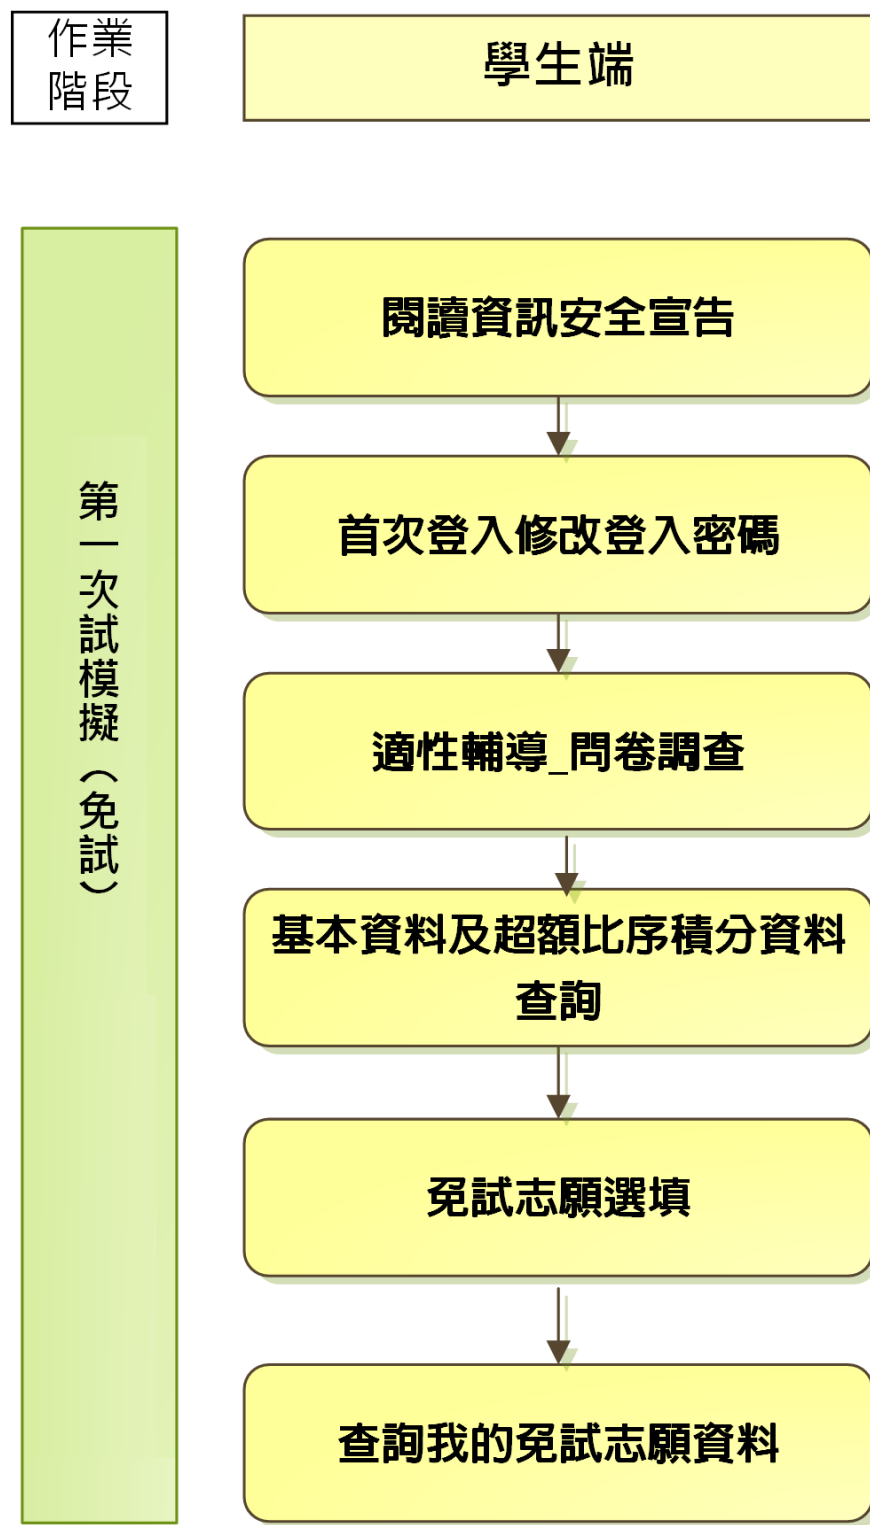 作業
階段
學生端
第一次試模擬（免試）
閱讀資訊安全宣告
首次登入修改登入密碼
適性輔導_問卷調查
基本資料及超額比序積分資料
查詢
免試志願選填
查詢我的免試志願資料